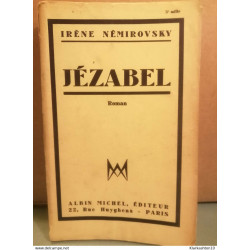 IRÈNE NÉMIROVSKY
JÉZABEL
Roman
ALBIN MICHEL, ÉDITEUR
22, Rue Huyghens - PARIS